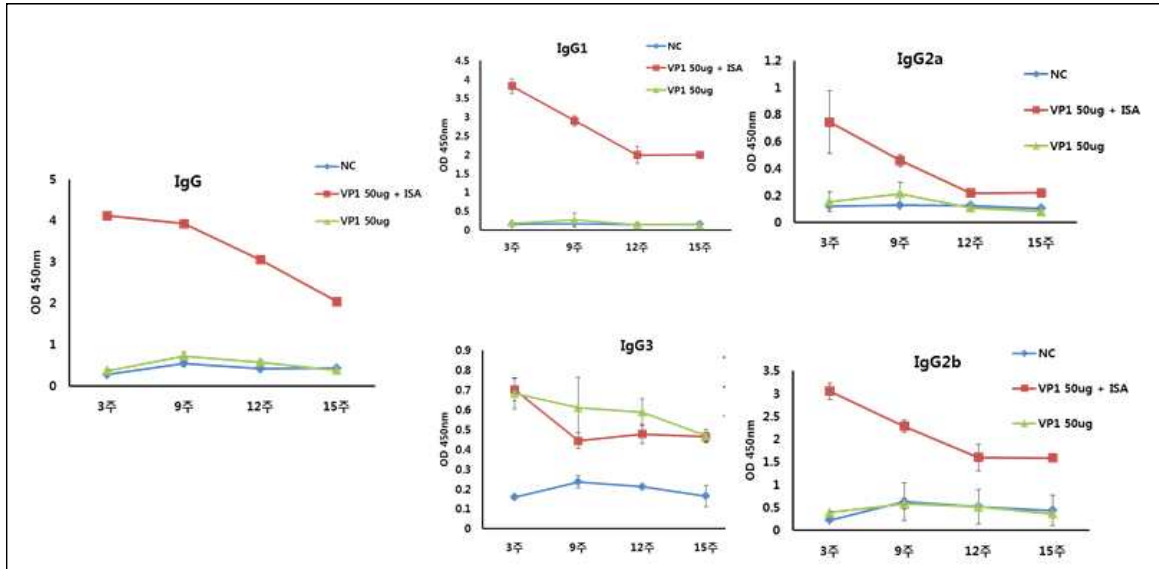 IgG
NC
VP1 50ug + ISA
VP1 50ug
OD 450nm
5
4
3
2
1
0
3주 9주 12주 15주
IgG1
NC
VP1 50ug + ISA
VP1 50ug
OD 450nm
4.5
4
3.5
3
2.5
2
1.5
1
0.5
0
3주 9주 12주 15주
IgG2a
NC
VP1 50ug + ISA
VP1 50ug
OD 450nm
1.2
1
0.8
0.6
0.4
0.2
0
3주 9주 12주 15주
IgG3
OD 450nm
0.9
0.8
0.7
0.6
0.5
0.4
0.3
0.2
0.1
0
3주 9주 12주 15주
IgG2b
NC
VP1 50ug + ISA
VP1 50ug
OD 450nm
3.5
3
2.5
2
1.5
1
0.5
0
3주 9주 12주 15주